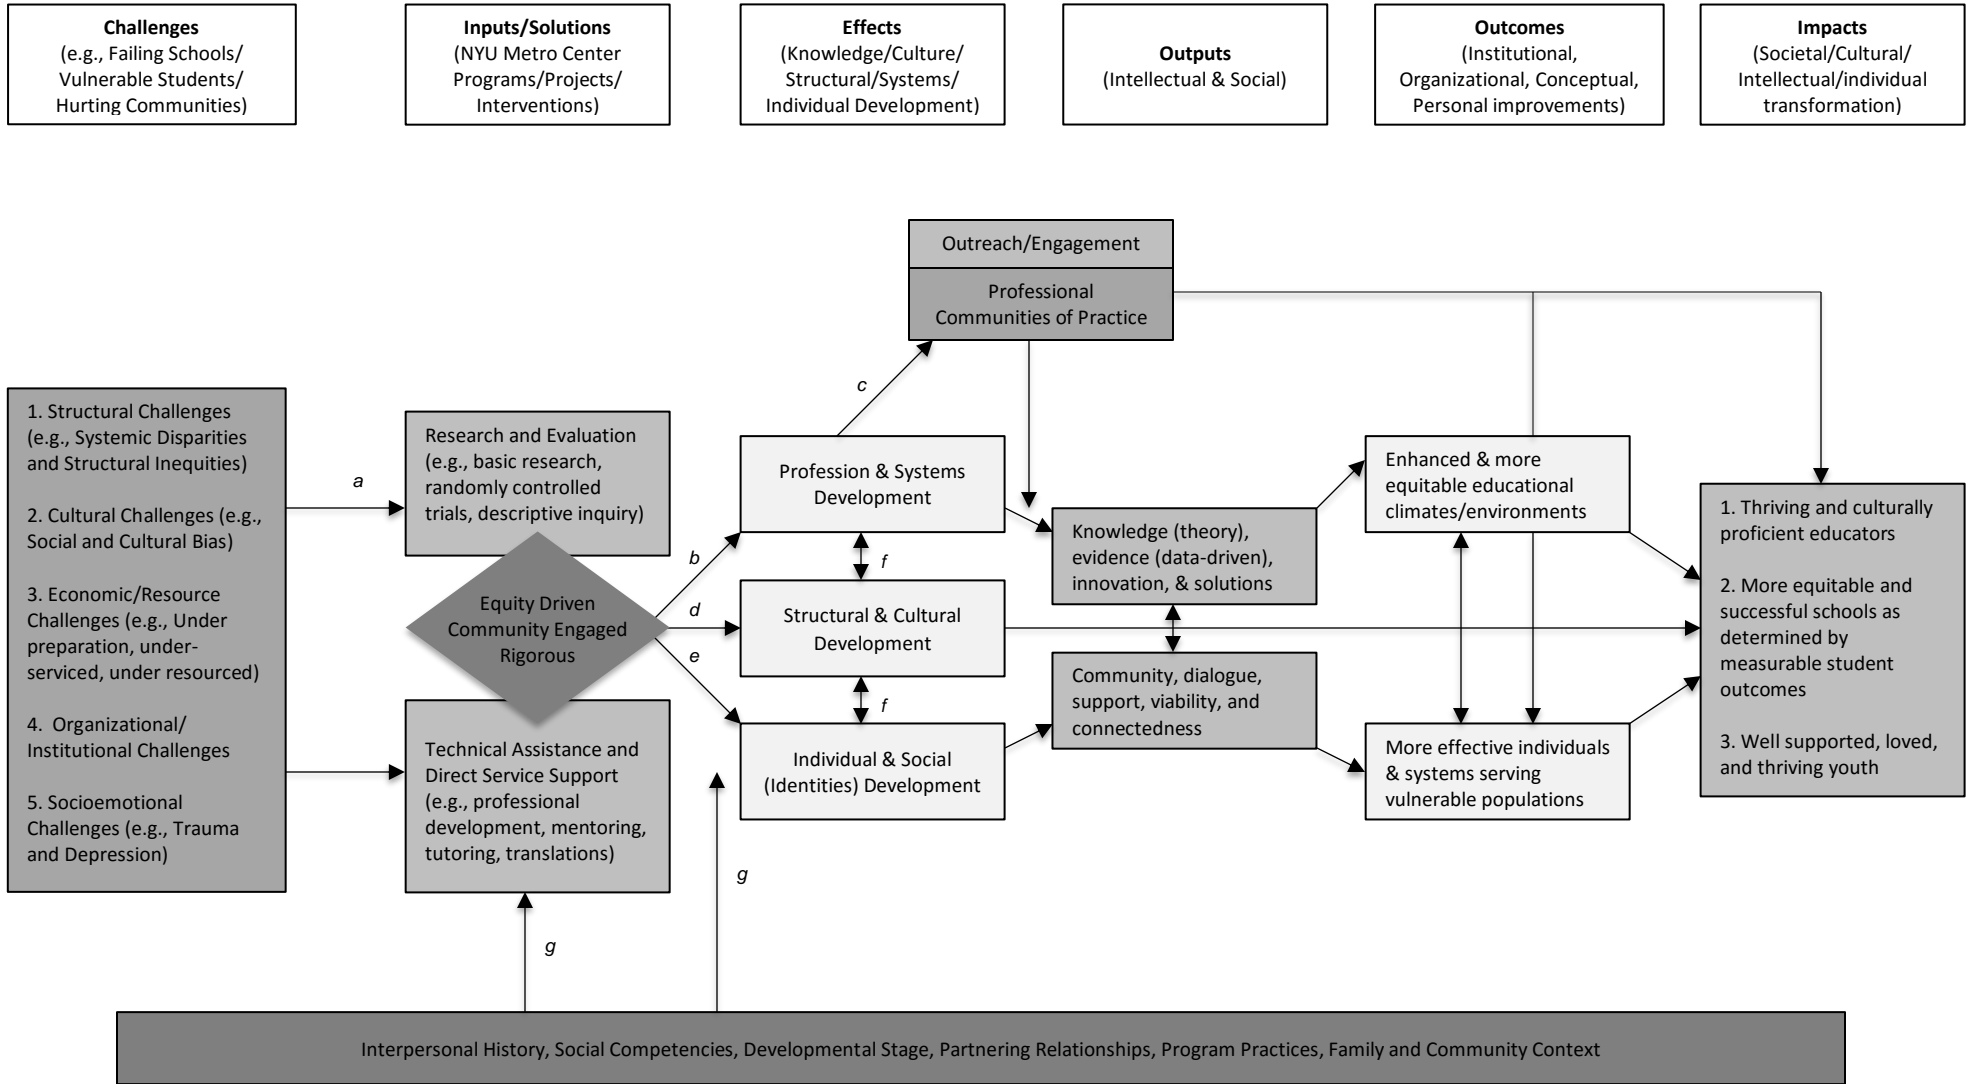 Challenges
(e.g., Failing Schools/
Vulnerable Students/
Hurting Communities)
Inputs/Solutions
(NYU Metro Center
Programs/Projects/
Interventions)
Effects
(Knowledge/Culture/
Structural/Systems/
Individual Development)
Outputs
(Intellectual & Social)
Outcomes
(Institutional,
Organizational, Conceptual,
Personal improvements)
Impacts
(Societal/Cultural/
Intellectual/individual
transformation)
Outreach/Engagement
Professional
Communities of Practice
1. Structural Challenges
(e.g., Systemic Disparities
and Structural Inequities)
2. Cultural Challenges (e.g.,
Social and Cultural Bias)
3. Economic/Resource
Challenges (e.g., Under
preparation, under-
serviced, under resourced)
4. Organizational/
Institutional Challenges
5. Socioemotional
Challenges (e.g., Trauma
and Depression)
a
Research and Evaluation
(e.g., basic research,
randomly controlled
trials, descriptive inquiry)
Equity Driven
Community Engaged
Rigorous
Technical Assistance and
Direct Service Support
(e.g., professional
development, mentoring,
tutoring, translations)
b
d
e
c
Profession & Systems
Development
f
Structural & Cultural
Development
f
Individual & Social
(Identities) Development
Knowledge (theory),
evidence (data-driven),
innovation, & solutions
Community, dialogue,
support, viability, and
connectedness
Enhanced & more
equitable educational
climates/environments
More effective individuals
& systems serving
vulnerable populations
1. Thriving and culturally
proficient educators
2. More equitable and
successful schools as
determined by
measurable student
outcomes
3. Well supported, loved,
and thriving youth
g
g
Interpersonal History, Social Competencies, Developmental Stage, Partnering Relationships, Program Practices, Family and Community Context